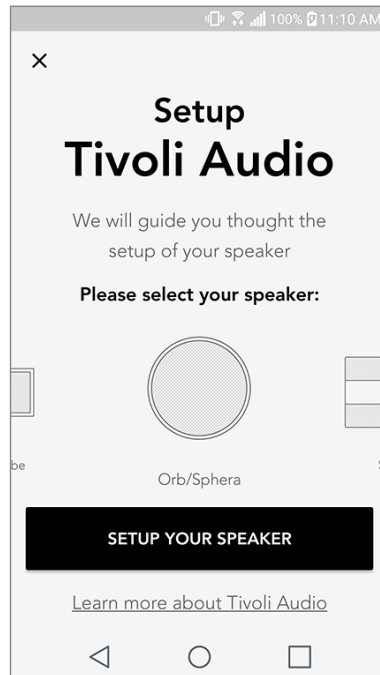 100% 11:10 AM
Setup
Tivoli Audio
We will guide you thought the
setup of your speaker
Please select your speaker:
be
Orb/Sphera
SETUP YOUR SPEAKER
Learn more about Tivoli Audio